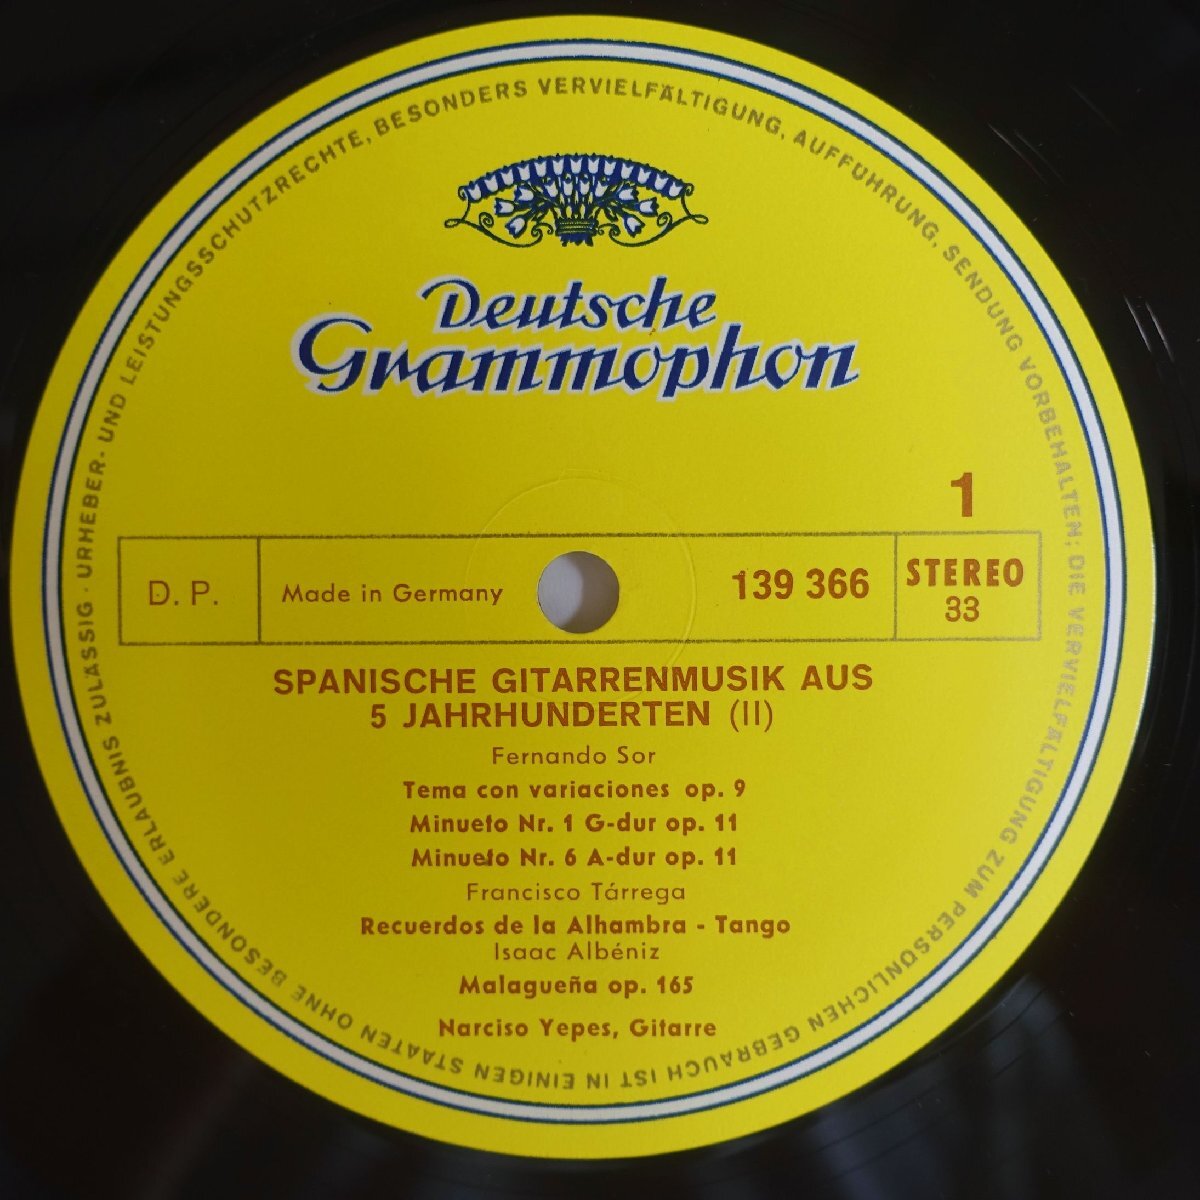 URHEBER- UND LEISTUNGSSCHUTZRECHTE, BESONDERS VERVIELFÄLTIGUNG, AUFFÜHRUNG, SENDUNG VORBEHALTEN; DIE VERVIELFÄLTIGUNG ZUM PERSÖNLICHEN GEBRAUCH IST IN EINIGEN STAATEN OHNE BESONDERE ERLAUBNIS ZULÄSSIG ·
Deutsche
Grammophon
1
D. P.
Made in Germany
139 366
STEREO
33
SPANISCHE GITARRENMUSIK AUS
5 JAHRHUNDERTEN (II)
Fernando Sor
Tema con variaciones op. 9
Minueto Nr. 1 G-dur op. 11
Minueto Nr. 6 A-dur op. 11
Francisco Tárrega
Recuerdos de la Alhambra - Tango
Isaac Albéniz
Malagueña op. 165
Narciso Yepes, Gitarre